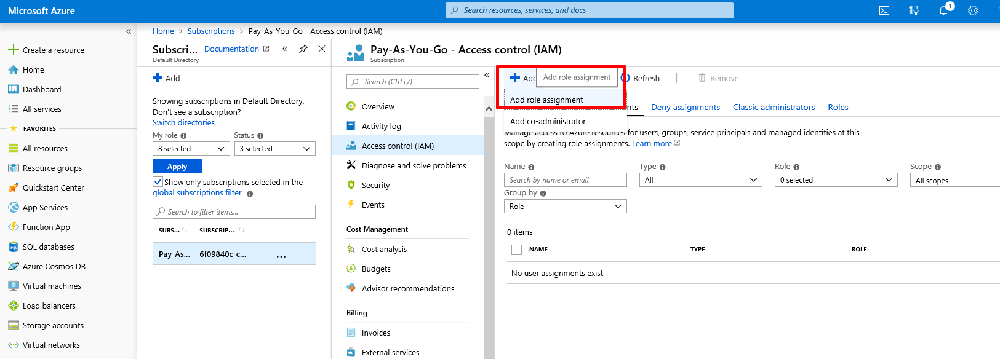 Microsoft Azure
Search resources, services, and docs
1
«
Create a resource
Home
Dashboard
All services
FAVORITES
All resources
Resource groups
Quickstart Center
App Services
Function App
SQL databases
Azure Cosmos DB
Virtual machines
Load balancers
Storage accounts
Virtual networks
Home > Subscriptions > Pay-As-You-Go - Access control (IAM)
Subscri... Documentation «
Default Directory
Add
Showing subscriptions in Default Directory.
Don't see a subscription?
Switch directories
My role Status
8 selected 3 selected
Apply
Show only subscriptions selected in the
global subscriptions filter
Search to filter items...
SUBS... SUBSCRIP...
Pay-As... 6f09840c-c... ...
Pay-As-You-Go - Access control (IAM)
Subscription
Search (Ctrl+/)
«
Overview
Activity log
Access control (IAM)
Diagnose and solve problems
Security
Events
Cost Management
Cost analysis
Budgets
Advisor recommendations
Billing
Invoices
External services
Add role assignment Refresh Remove
Add role assignment
Add co-administrator
nts Deny assignments Classic administrators Roles
Manage access to Azure resources for users, groups, service principals and managed identities at this
scope by creating role assignments. Learn more
Name Type Role Scope
Search by name or email All 0 selected All scopes
Group by
Role
0 items
NAME TYPE ROLE
No user assignments exist